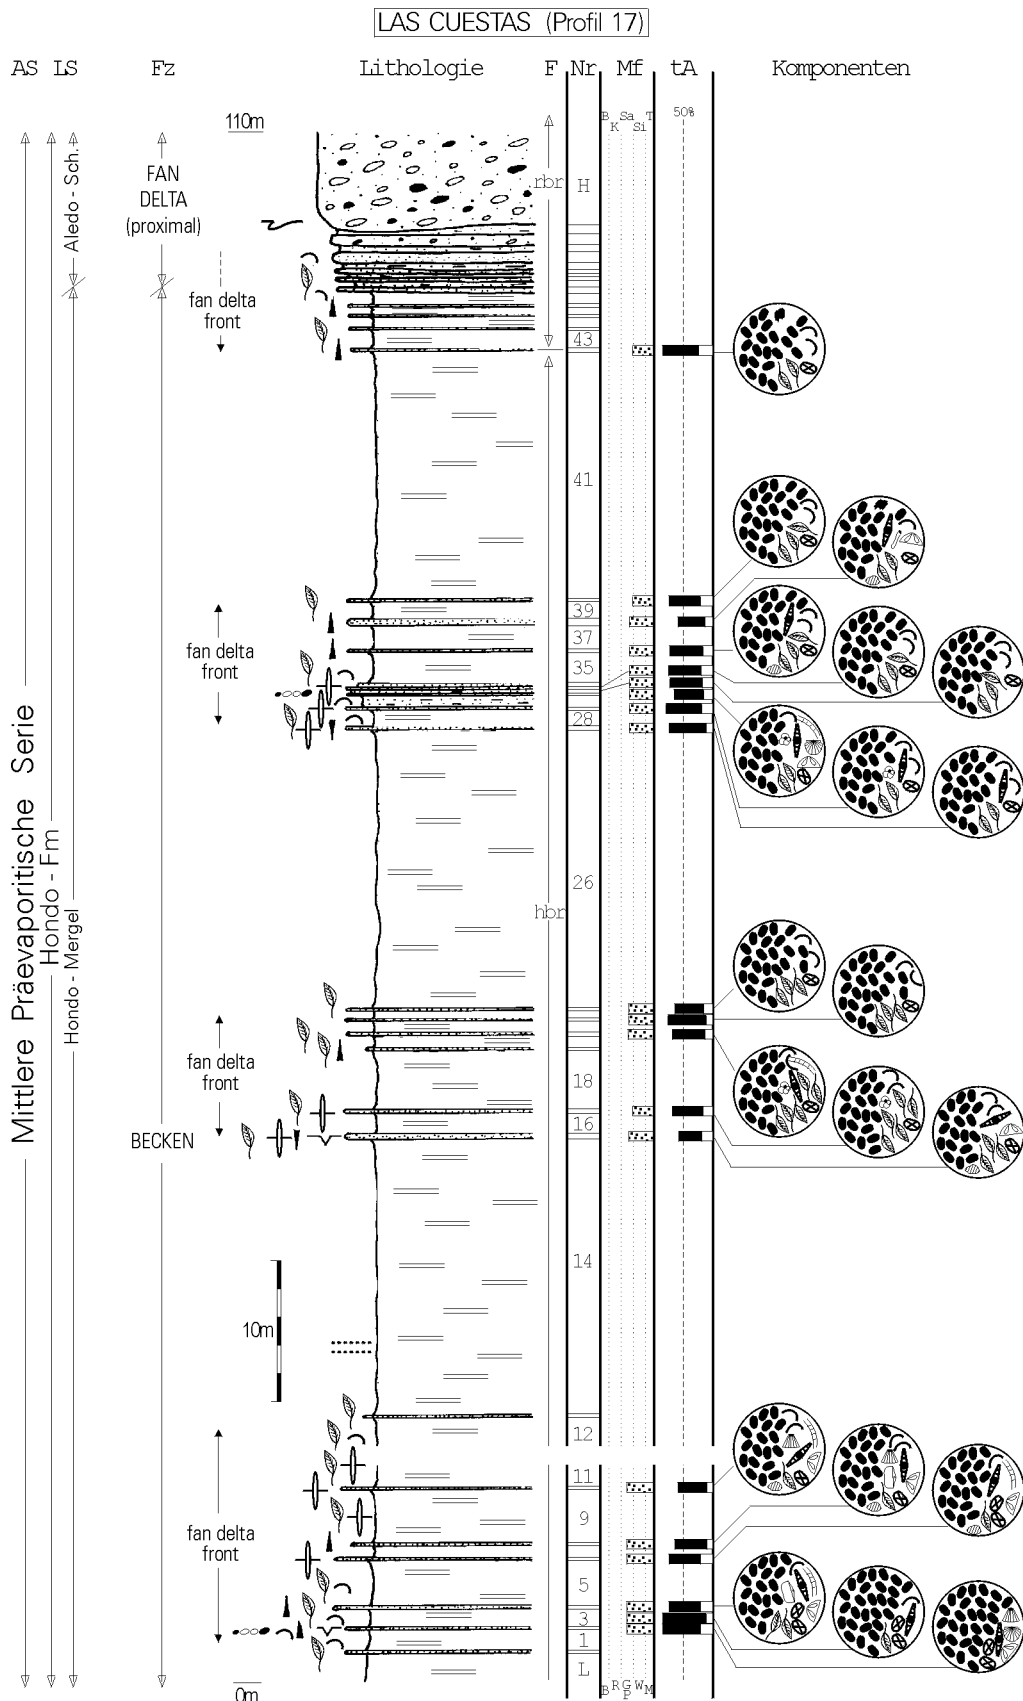 LAS CUESTAS (Profil 17)
AS LS Fz Lithologie F Nr Mf tA Komponenten
110m
B Sa T
K Si
50%
Aledo - Sch.
FAN
DELTA
(proximal)
rbr
H
fan delta
front
43
41
39
37
fan delta
front
35
28
Mittlere Präevaporitische Serie
Hondo - Fm
Hondo - Mergel
26
hbr
fan delta
front
18
16
BECKEN
14
10m
12
11
9
fan delta
front
5
3
1
L
B R G W M
P
0m